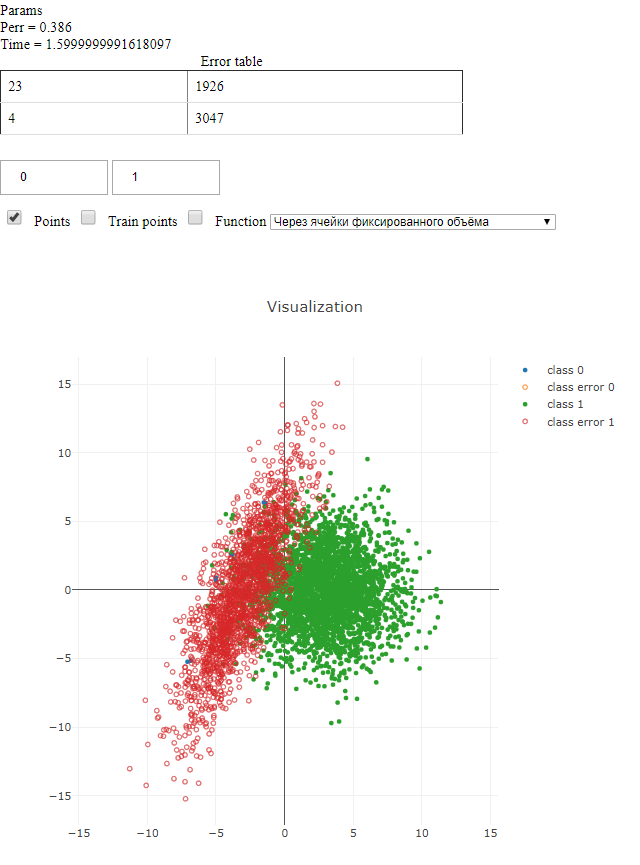 Params
Perr = 0.386
Time = 1.5999999991618097
Error table
23 1926
4 3047
0 1
Points Train points Function Через ячейки фиксированного объёма
Visualization
class 0
class error 0
class 1
class error 1
15
10
5
0
−5
−10
−15
−15 −10 −5 0 5 10 15